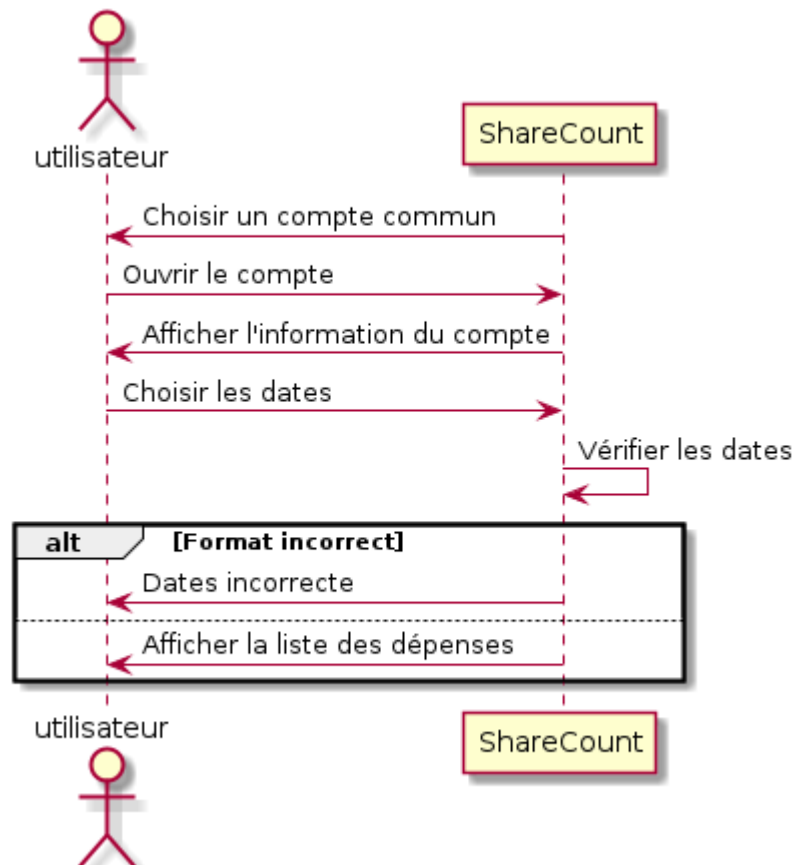 utilisateur
ShareCount
Choisir un compte commun
Ouvrir le compte
Afficher l'information du compte
Choisir les dates
Vérifier les dates
alt [Format incorrect]
Dates incorrecte
Afficher la liste des dépenses
utilisateur
ShareCount